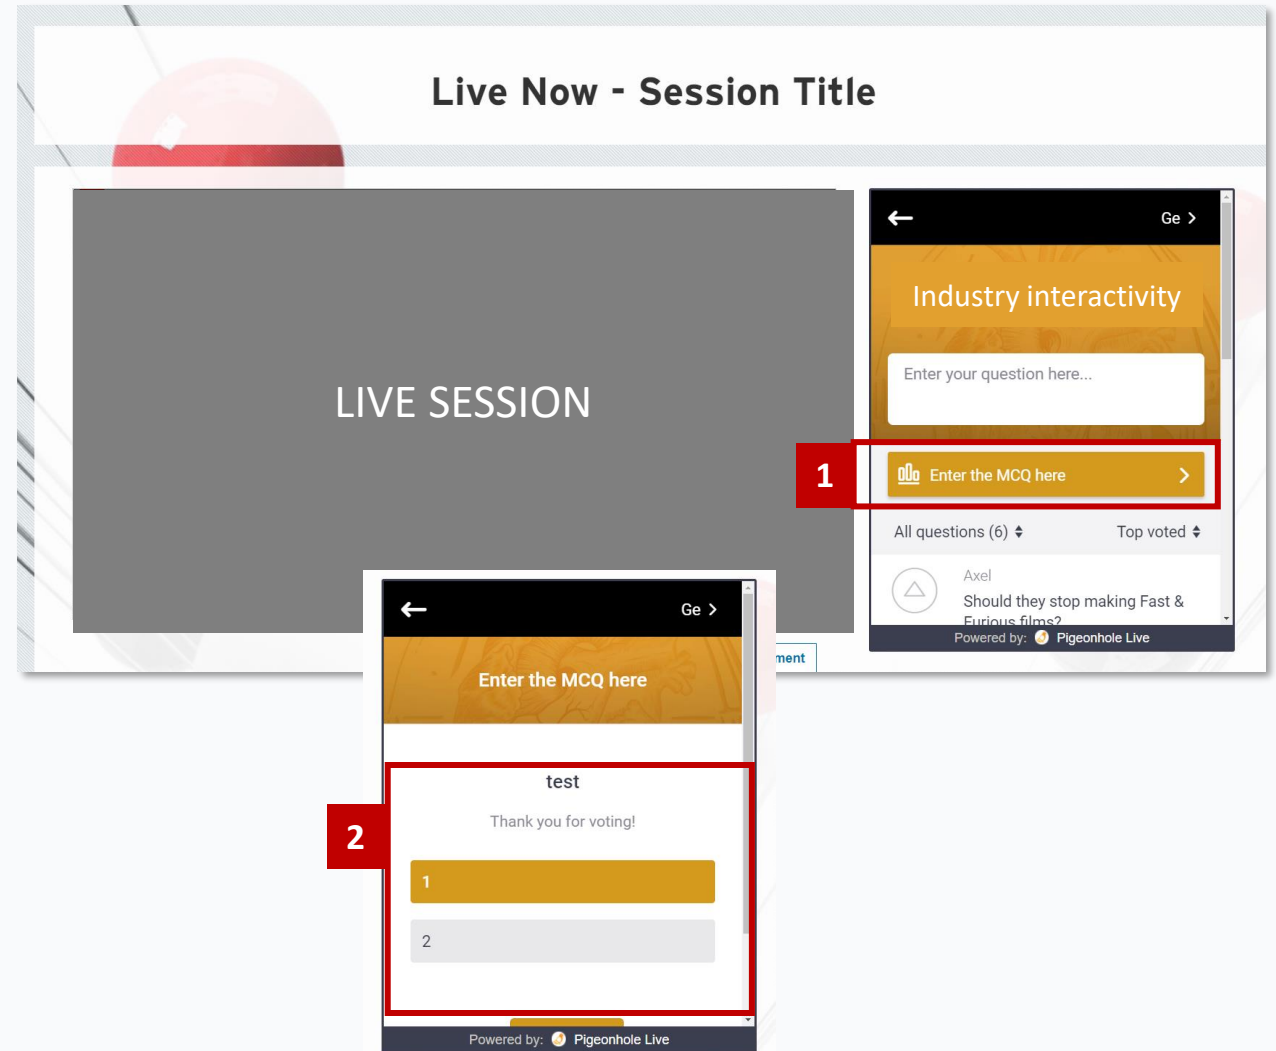 Live Now - Session Title
Ge
Industry interactivity
Enter your question here...
LIVE SESSION
1
Enter the MCQ here
All questions (6)
Top voted
Axel
Should they stop making Fast &
Furious films?
Powered by: Pigeonhole Live
ment
Ge
Enter the MCQ here
test
Thank you for voting!
2
1
2
Powered by: Pigeonhole Live